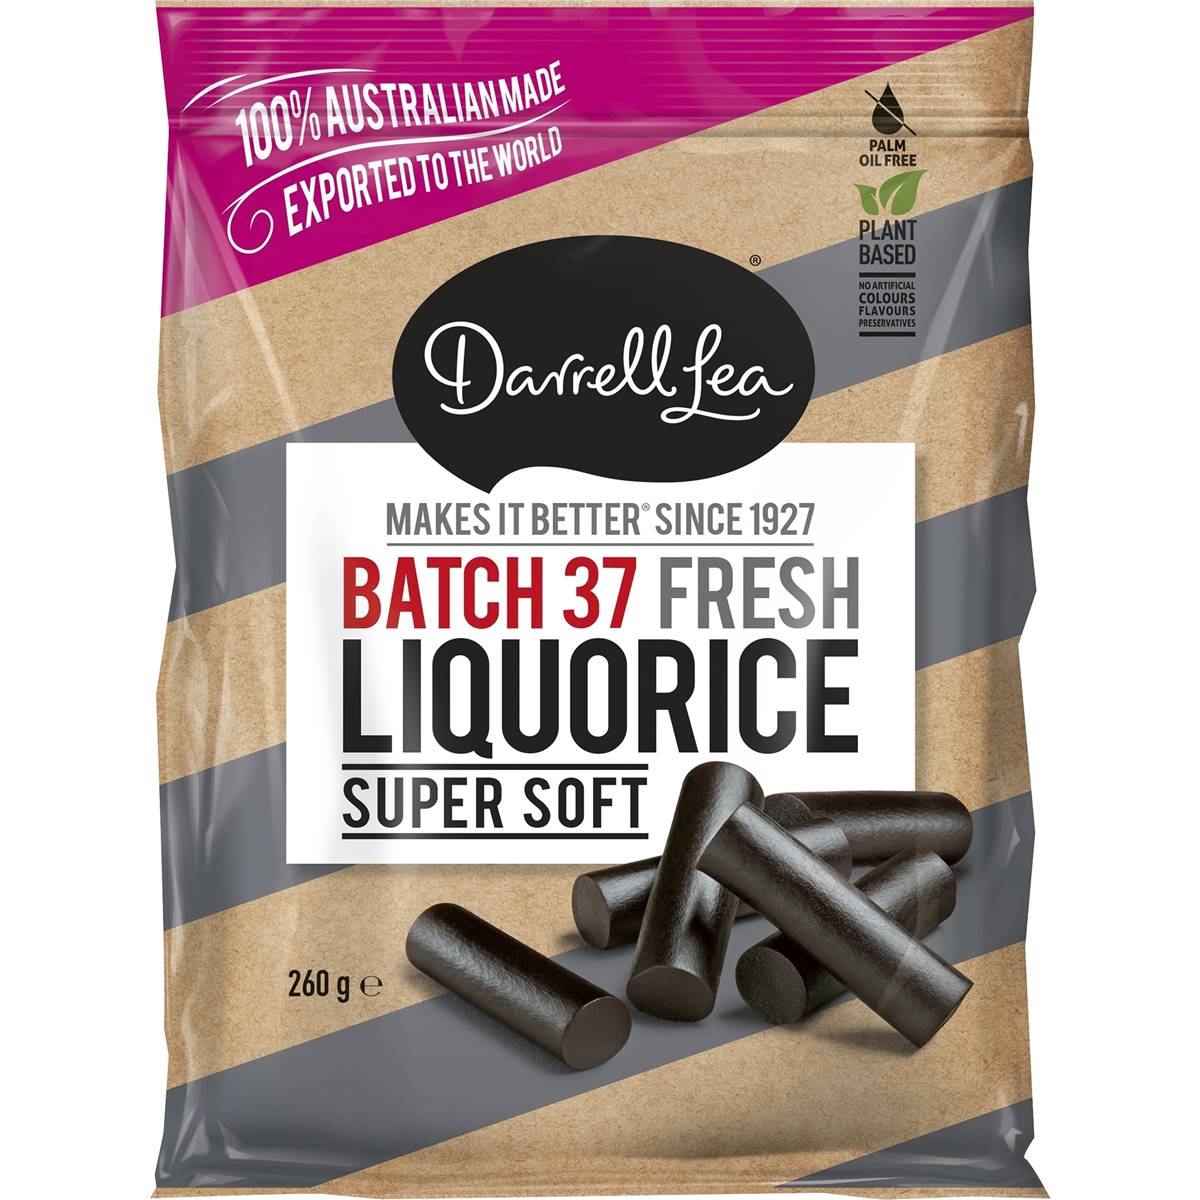 100% AUSTRALIAN MADE
EXPORTED TO THE WORLD
PALM
OIL FREE
PLANT
BASED
NO ARTIFICIAL
COLOURS
FLAVOURS
PRESERVATIVES
Darrell Lea®
MAKES IT BETTER® SINCE 1927
BATCH 37 FRESH
LIQUORICE
SUPER SOFT
260 g ℮